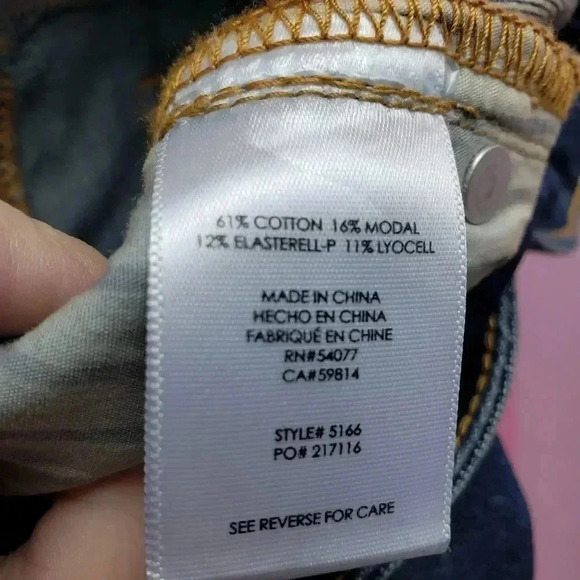 61% COTTON 16% MODAL
12% ELASTERELL-P 11% LYOCELL
MADE IN CHINA
HECHO EN CHINA
FABRIQUÉ EN CHINE
RN#54077
CA#59814
STYLE# 5166
PO# 217116
SEE REVERSE FOR CARE